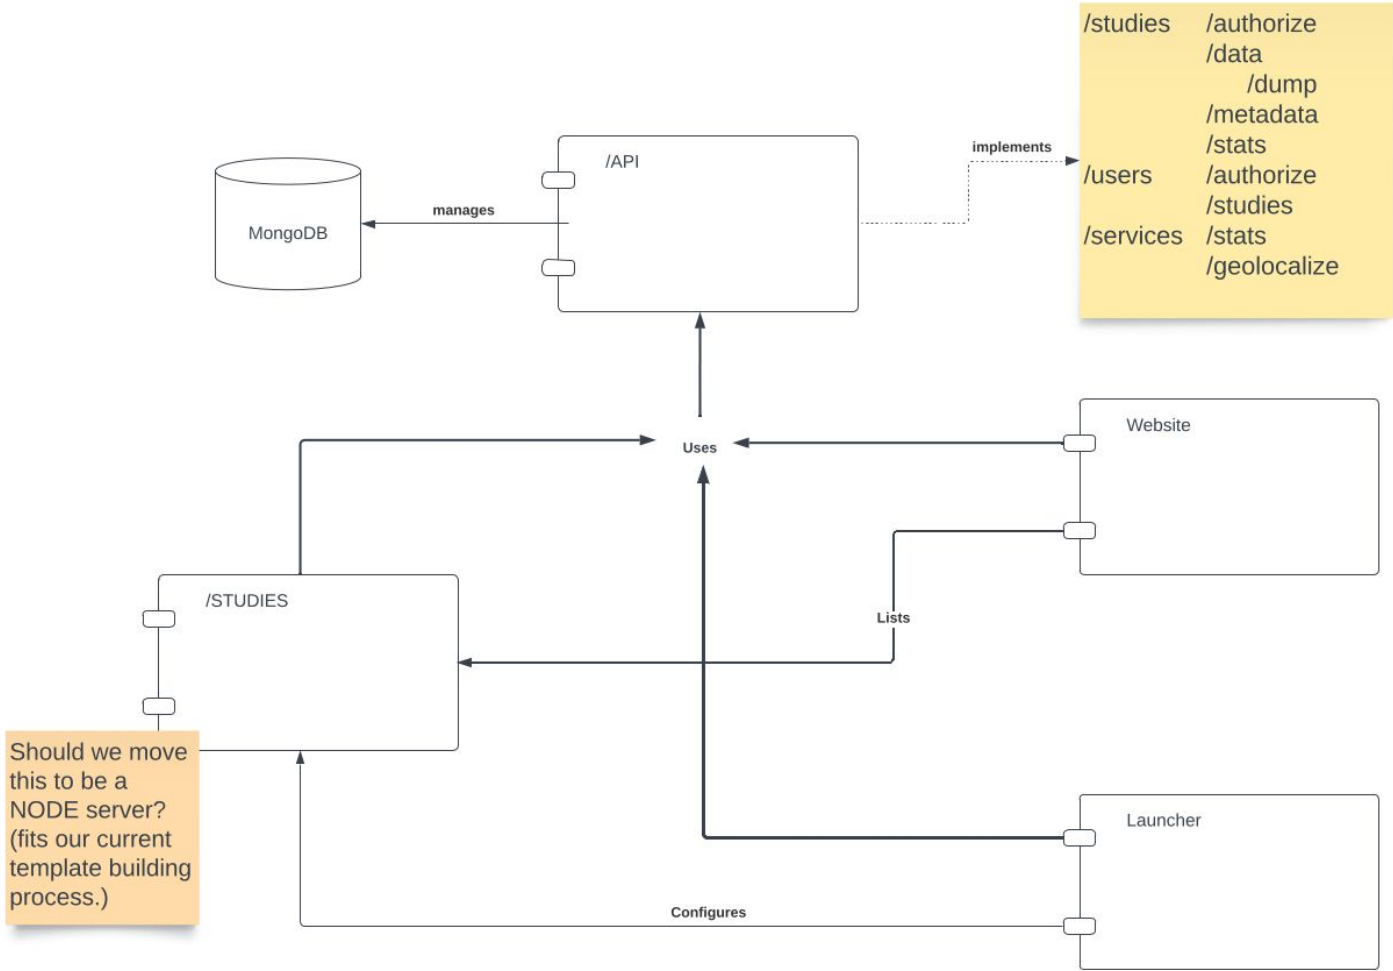 /studies /authorize
/data
/dump
/metadata
/stats
/users /authorize
/studies
/services /stats
/geolocalize
/API
implements
manages
MongoDB
Uses
Website
/STUDIES
Lists
Should we move
this to be a
NODE server?
(fits our current
template building
process.)
Launcher
Configures